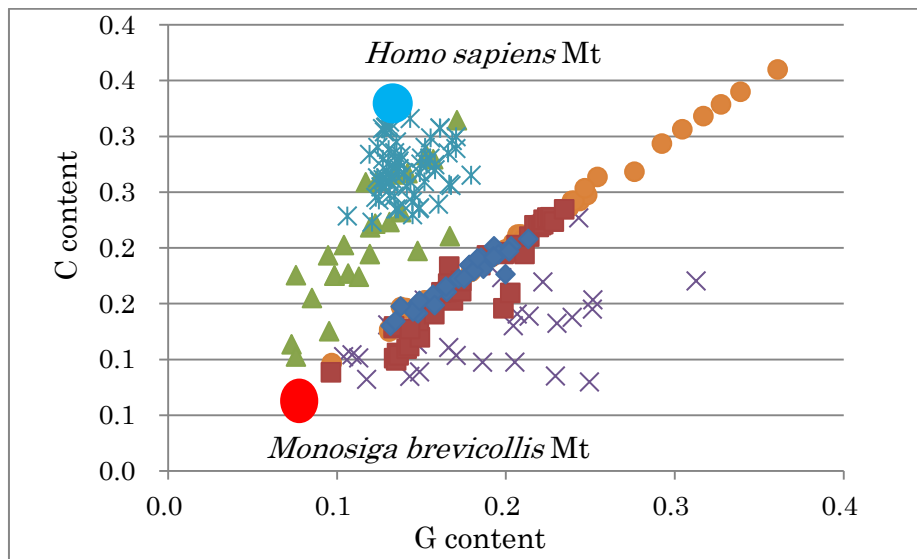 0.4
0.4
Homo sapiens Mt
0.3
0.3
0.2
0.2
0.1
0.1
0.0
C content
Monosiga brevicollis Mt
0.0 0.1 0.2 0.3 0.4
G content